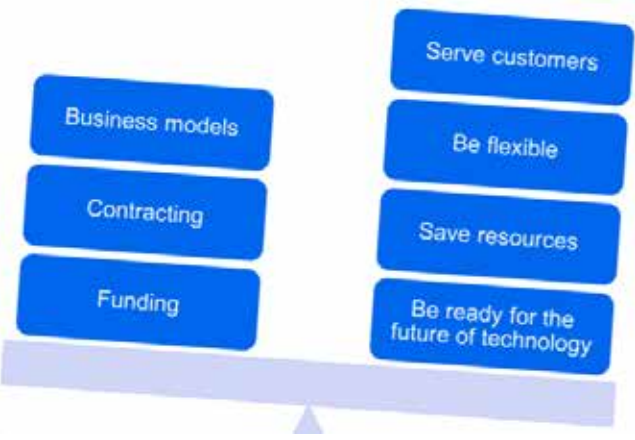 Business models
Contracting
Funding
Serve customers
Be flexible
Save resources
Be ready for the
future of technology